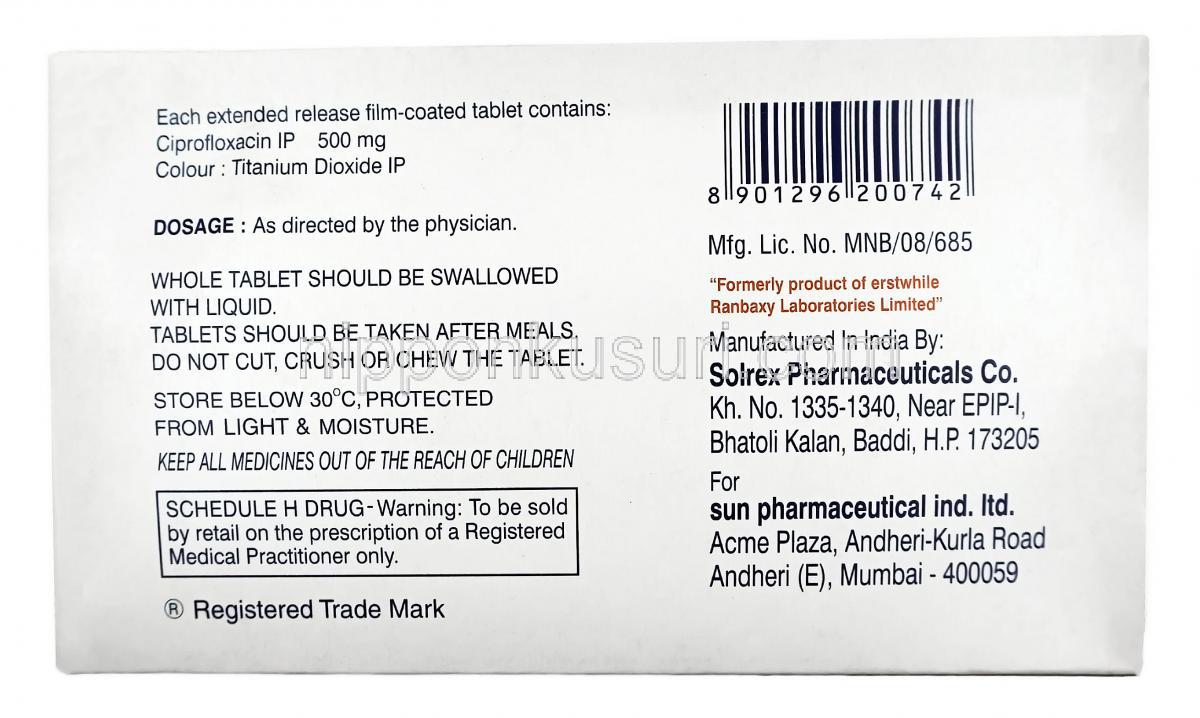 Each extended release film-coated tablet contains:
Ciprofloxacin IP 500 mg
Colour : Titanium Dioxide IP
DOSAGE : As directed by the physician.
WHOLE TABLET SHOULD BE SWALLOWED
WITH LIQUID.
TABLETS SHOULD BE TAKEN AFTER MEALS.
DO NOT CUT, CRUSH OR CHEW THE TABLET.
STORE BELOW 30°C, PROTECTED
FROM LIGHT & MOISTURE.
KEEP ALL MEDICINES OUT OF THE REACH OF CHILDREN
SCHEDULE H DRUG - Warning: To be sold
by retail on the prescription of a Registered
Medical Practitioner only.
® Registered Trade Mark
8 901296 200742
Mfg. Lic. No. MNB/08/685
"Formerly product of erstwhile
Ranbaxy Laboratories Limited"
Manufactured In India By:
Solrex Pharmaceuticals Co.
Kh. No. 1335-1340, Near EPIP-I,
Bhatoli Kalan, Baddi, H.P. 173205
For
sun pharmaceutical ind. ltd.
Acme Plaza, Andheri-Kurla Road
Andheri (E), Mumbai - 400059
nipponkusuri.com